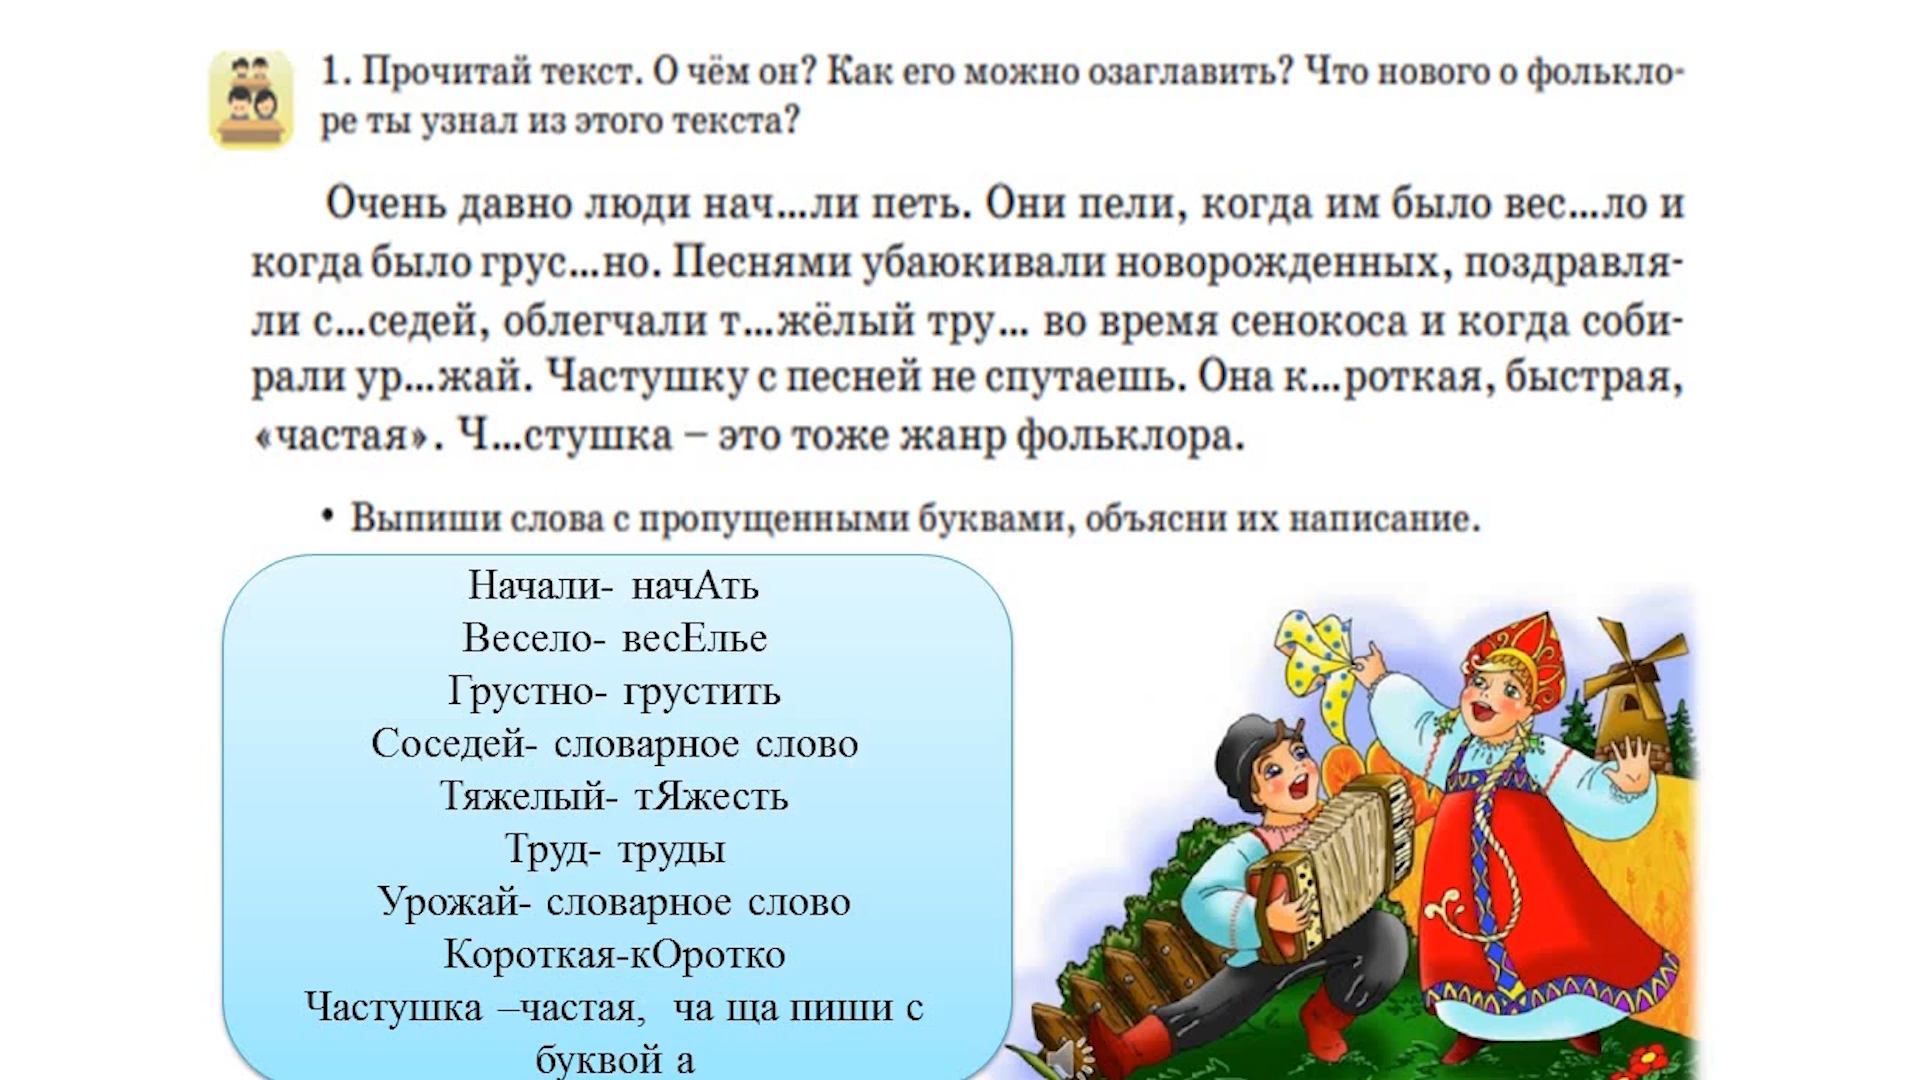 1. Прочитай текст. О чём он? Как его можно озаглавить? Что нового о фолькло-
ре ты узнал из этого текста?
Очень давно люди нач...ли петь. Они пели, когда им было вес...ло и
когда было грус...но. Песнями убаюкивали новорожденных, поздравля-
ли с...седей, облегчали т...жёлый тру... во время сенокоса и когда соби-
рали ур...жай. Частушку с песней не спутаешь. Она к...роткая, быстрая,
«частая». Ч...стушка – это тоже жанр фольклора.
• Выпиши слова с пропущенными буквами, объясни их написание.
Начали- начАть
Весело- весЕлье
Грустно- грустить
Соседей- словарное слово
Тяжелый- тЯжесть
Труд- труды
Урожай- словарное слово
Короткая-кОротко
Частушка –частая, ча ща пиши с
буквой а